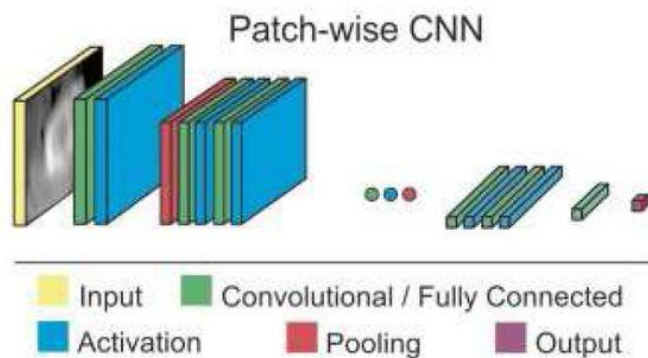 Patch-wise CNN
Input Convolutional / Fully Connected
Activation Pooling Output